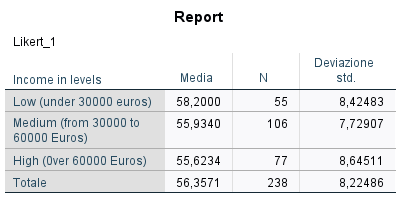 Report
Likert_1
Income in levels Media N Deviazione std.
Low (under 30000 euros) 58,2000 55 8,42483
Medium (from 30000 to 60000 Euros) 55,9340 106 7,72907
High (0ver 60000 Euros) 55,6234 77 8,64511
Totale 56,3571 238 8,22486